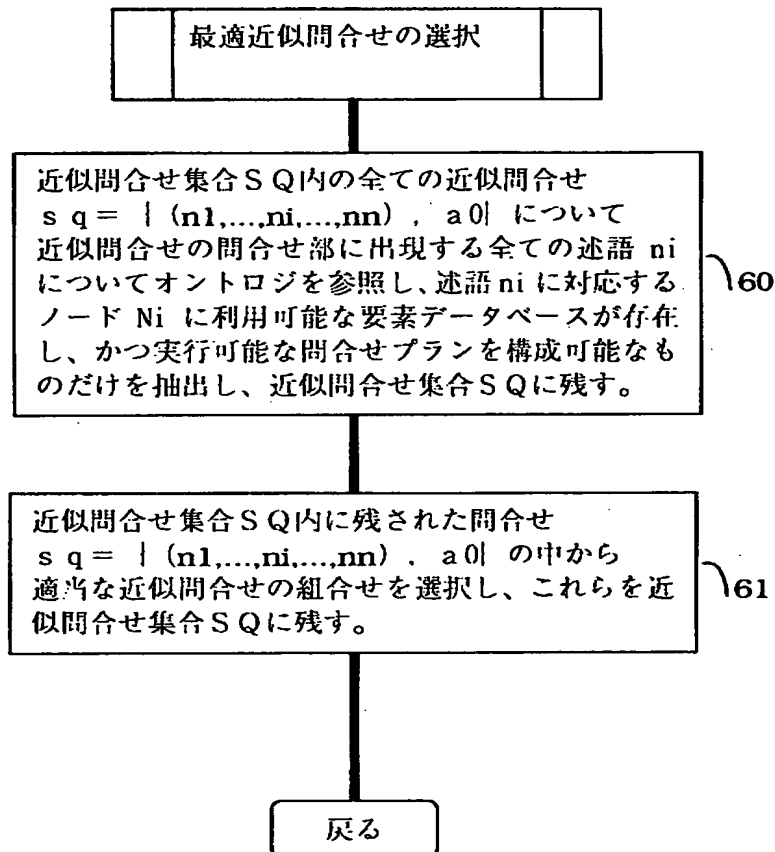 最適近似問合せの選択
近似問合せ集合SQ内の全ての近似問合せ
sq={(n1,...,ni,...,nn), a0} について
近似問合せの問合せ部に出現する全ての述語 ni
についてオントロジを参照し、述語 ni に対応する
ノード Ni に利用可能な要素データベースが存在
し、かつ実行可能な問合せプランを構成可能なも
のだけを抽出し、近似問合せ集合SQに残す。
60
近似問合せ集合SQ内に残された問合せ
sq={(n1,...,ni,...,nn). a0} の中から
適当な近似問合せの組合せを選択し、これらを近
似問合せ集合SQに残す。
61
戻る